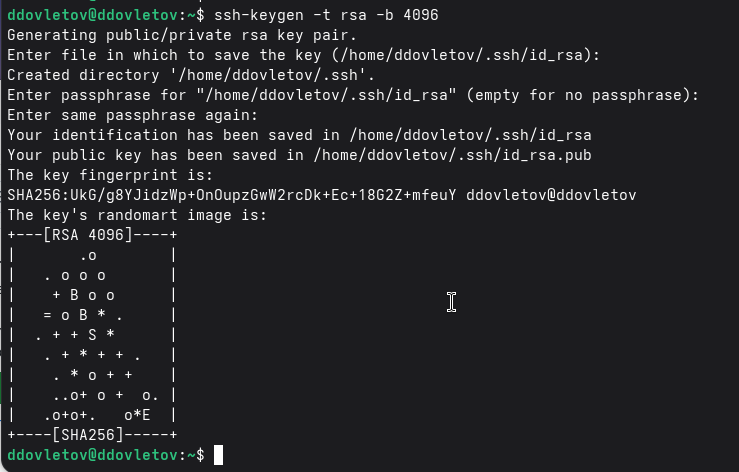 ddovletov@ddovletov:~$ ssh-keygen -t rsa -b 4096
Generating public/private rsa key pair.
Enter file in which to save the key (/home/ddovletov/.ssh/id_rsa):
Created directory '/home/ddovletov/.ssh'.
Enter passphrase for "/home/ddovletov/.ssh/id_rsa" (empty for no passphrase):
Enter same passphrase again:
Your identification has been saved in /home/ddovletov/.ssh/id_rsa
Your public key has been saved in /home/ddovletov/.ssh/id_rsa.pub
The key fingerprint is:
SHA256:UkG/g8YJidzWp+OnOupzGwW2rcDk+Ec+18G2Z+mfeuY ddovletov@ddovletov
The key's randomart image is:
+---[RSA 4096]----+
|       .o        |
|   . o o o       |
|    + B o o      |
|   = o B * .     |
|  . + + S *      |
|   . + * + + .   |
|    . * o + +    |
|    ..o+ o +  o. |
|   .o+o+.   o*E  |
+----[SHA256]-----+
ddovletov@ddovletov:~$